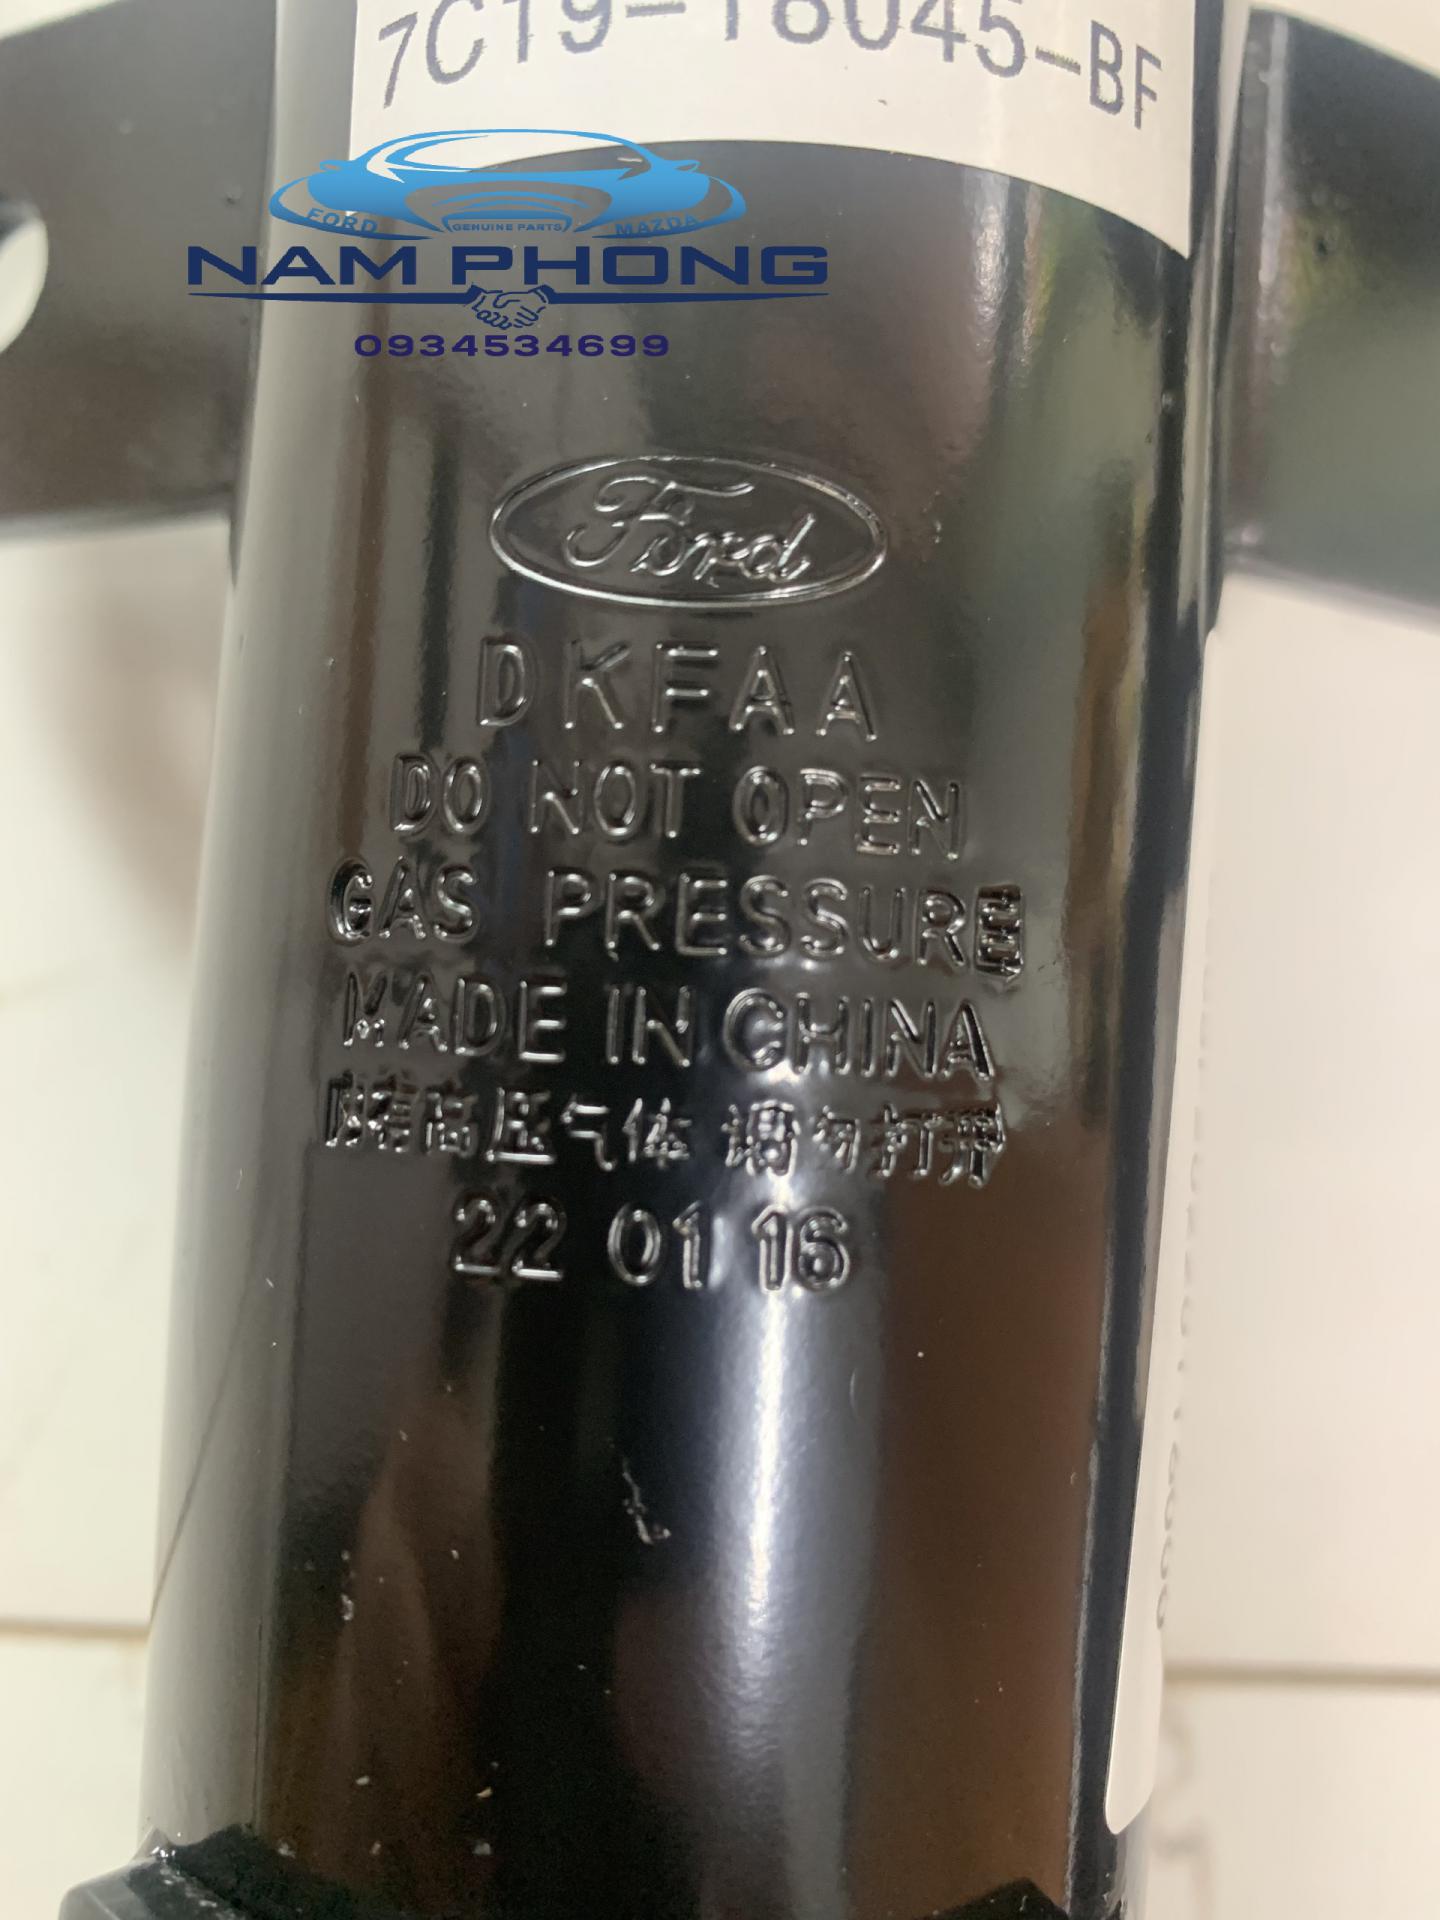 7C19-18045-BF
FORD GENUINE PARTS MAZDA
NAM PHONG
0934534699
Ford
DKFAA
DO NOT OPEN
GAS PRESSURE
MADE IN CHINA
内有高压气体 请勿打开
22 01 16